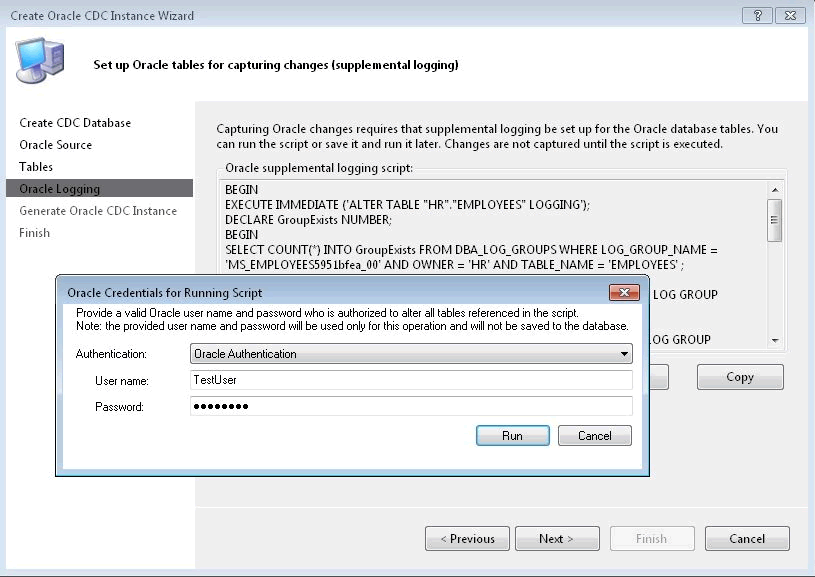 Create Oracle CDC Instance Wizard
Set up Oracle tables for capturing changes (supplemental logging)
Create CDC Database
Oracle Source
Tables
Oracle Logging
Generate Oracle CDC Instance
Finish
Capturing Oracle changes requires that supplemental logging be set up for the Oracle database tables. You
can run the script or save it and run it later. Changes are not captured until the script is executed.
Oracle supplemental logging script:
BEGIN
EXECUTE IMMEDIATE ('ALTER TABLE "HR"."EMPLOYEES" LOGGING');
DECLARE GroupExists NUMBER;
BEGIN
SELECT COUNT(*) INTO GroupExists FROM DBA_LOG_GROUPS WHERE LOG_GROUP_NAME =
'MS_EMPLOYEES5951bfea_00' AND OWNER = 'HR' AND TABLE_NAME = 'EMPLOYEES' ;
LOG GROUP
LOG GROUP
Copy
Oracle Credentials for Running Script
Provide a valid Oracle user name and password who is authorized to alter all tables referenced in the script.
Note: the provided user name and password will be used only for this operation and will not be saved to the database.
Authentication: Oracle Authentication
User name: TestUser
Password: ●●●●●●●●
Run Cancel
< Previous Next > Finish Cancel